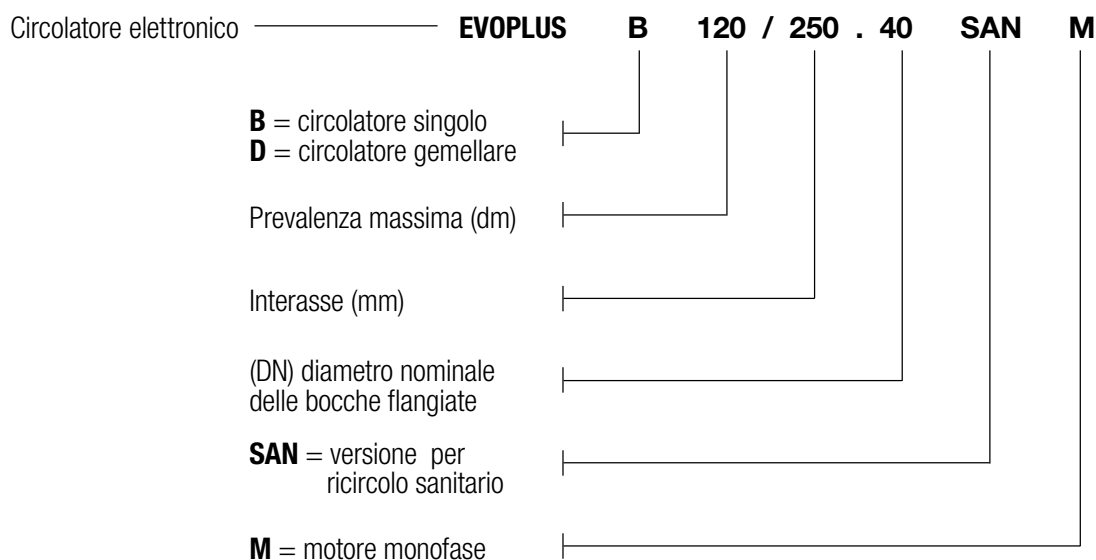 Circolatore elettronico EVOPLUS B 120 / 250 . 40 SAN M
B = circolatore singolo
D = circolatore gemellare
Prevalenza massima (dm)
Interasse (mm)
(DN) diametro nominale
delle bocche flangiate
SAN = versione per
ricircolo sanitario
M = motore monofase